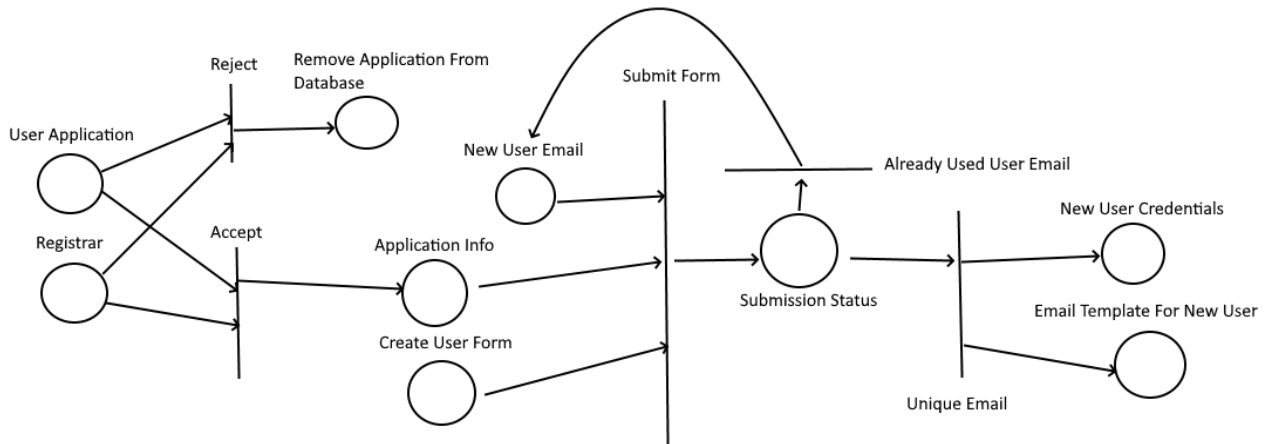 Reject
Remove Application From
Database
User Application
Registrar
Accept
Submit Form
New User Email
Application Info
Create User Form
Already Used User Email
Submission Status
New User Credentials
Email Template For New User
Unique Email